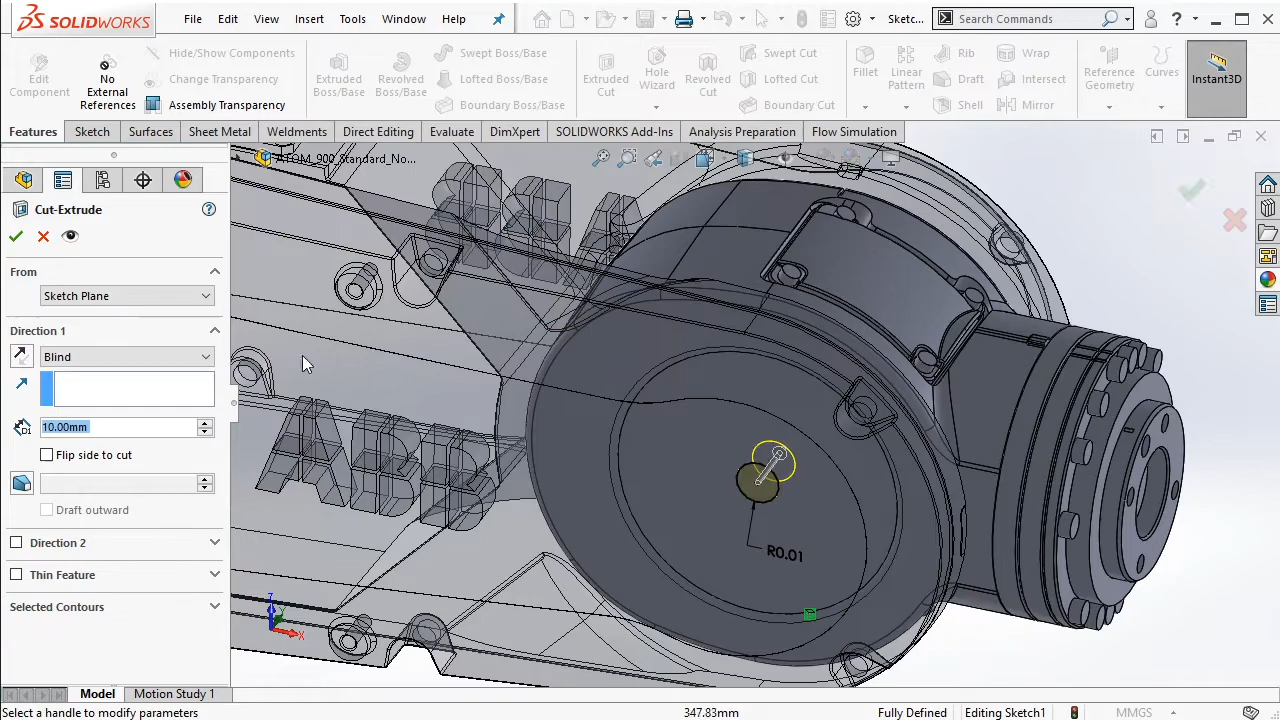 SOLIDWORKS
File Edit View Insert Tools Window Help
Sketc...
Search Commands
Edit Component
No External References
Hide/Show Components
Change Transparency
Assembly Transparency
Extruded Boss/Base
Revolved Boss/Base
Swept Boss/Base
Lofted Boss/Base
Boundary Boss/Base
Extruded Cut
Hole Wizard
Revolved Cut
Swept Cut
Lofted Cut
Boundary Cut
Fillet
Linear Pattern
Rib
Draft
Shell
Wrap
Intersect
Mirror
Reference Geometry
Curves
Instant3D
Features Sketch Surfaces Sheet Metal Weldments Direct Editing Evaluate DimXpert SOLIDWORKS Add-Ins Analysis Preparation Flow Simulation
Cut-Extrude
From
Sketch Plane
Direction 1
Blind
D1
10.00mm
Flip side to cut
Draft outward
Direction 2
Thin Feature
Selected Contours
ABB
R0.01
Z
Y
X
Model Motion Study 1
Select a handle to modify parameters
347.83mm
Fully Defined
Editing Sketch1
MMGS